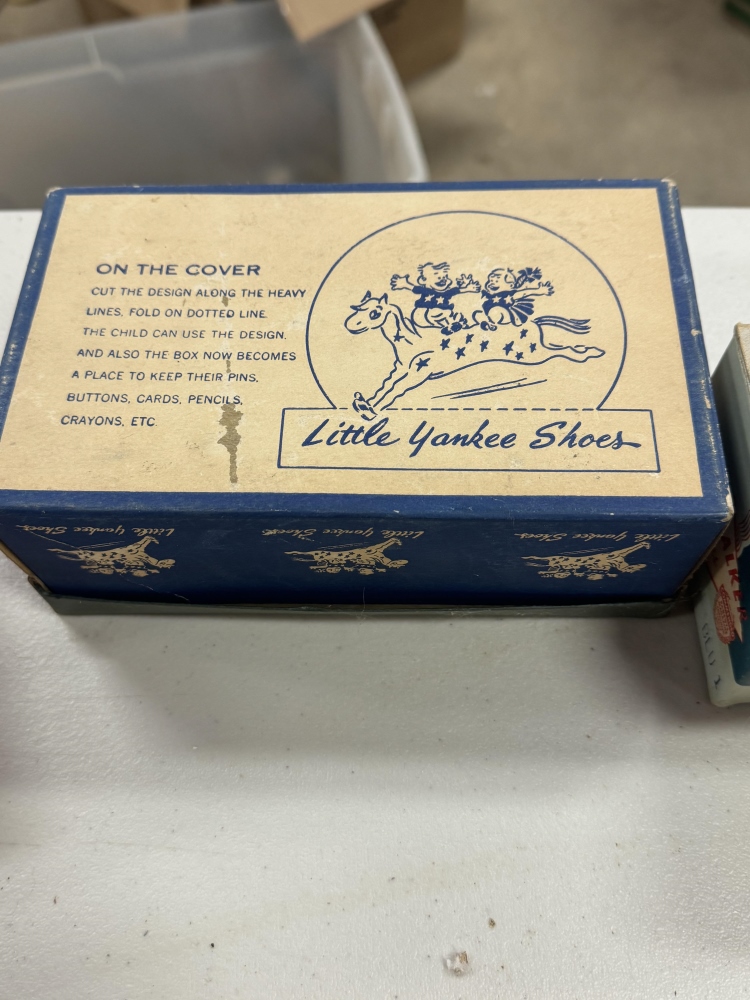 ON THE COVER
CUT THE DESIGN ALONG THE HEAVY
LINES, FOLD ON DOTTED LINE.
THE CHILD CAN USE THE DESIGN.
AND ALSO THE BOX NOW BECOMES
A PLACE TO KEEP THEIR PINS,
BUTTONS, CARDS, PENCILS,
CRAYONS, ETC.
Little Yankee Shoes
Little Yankee Shoes
Little Yankee Shoes
Little Yankee Shoes